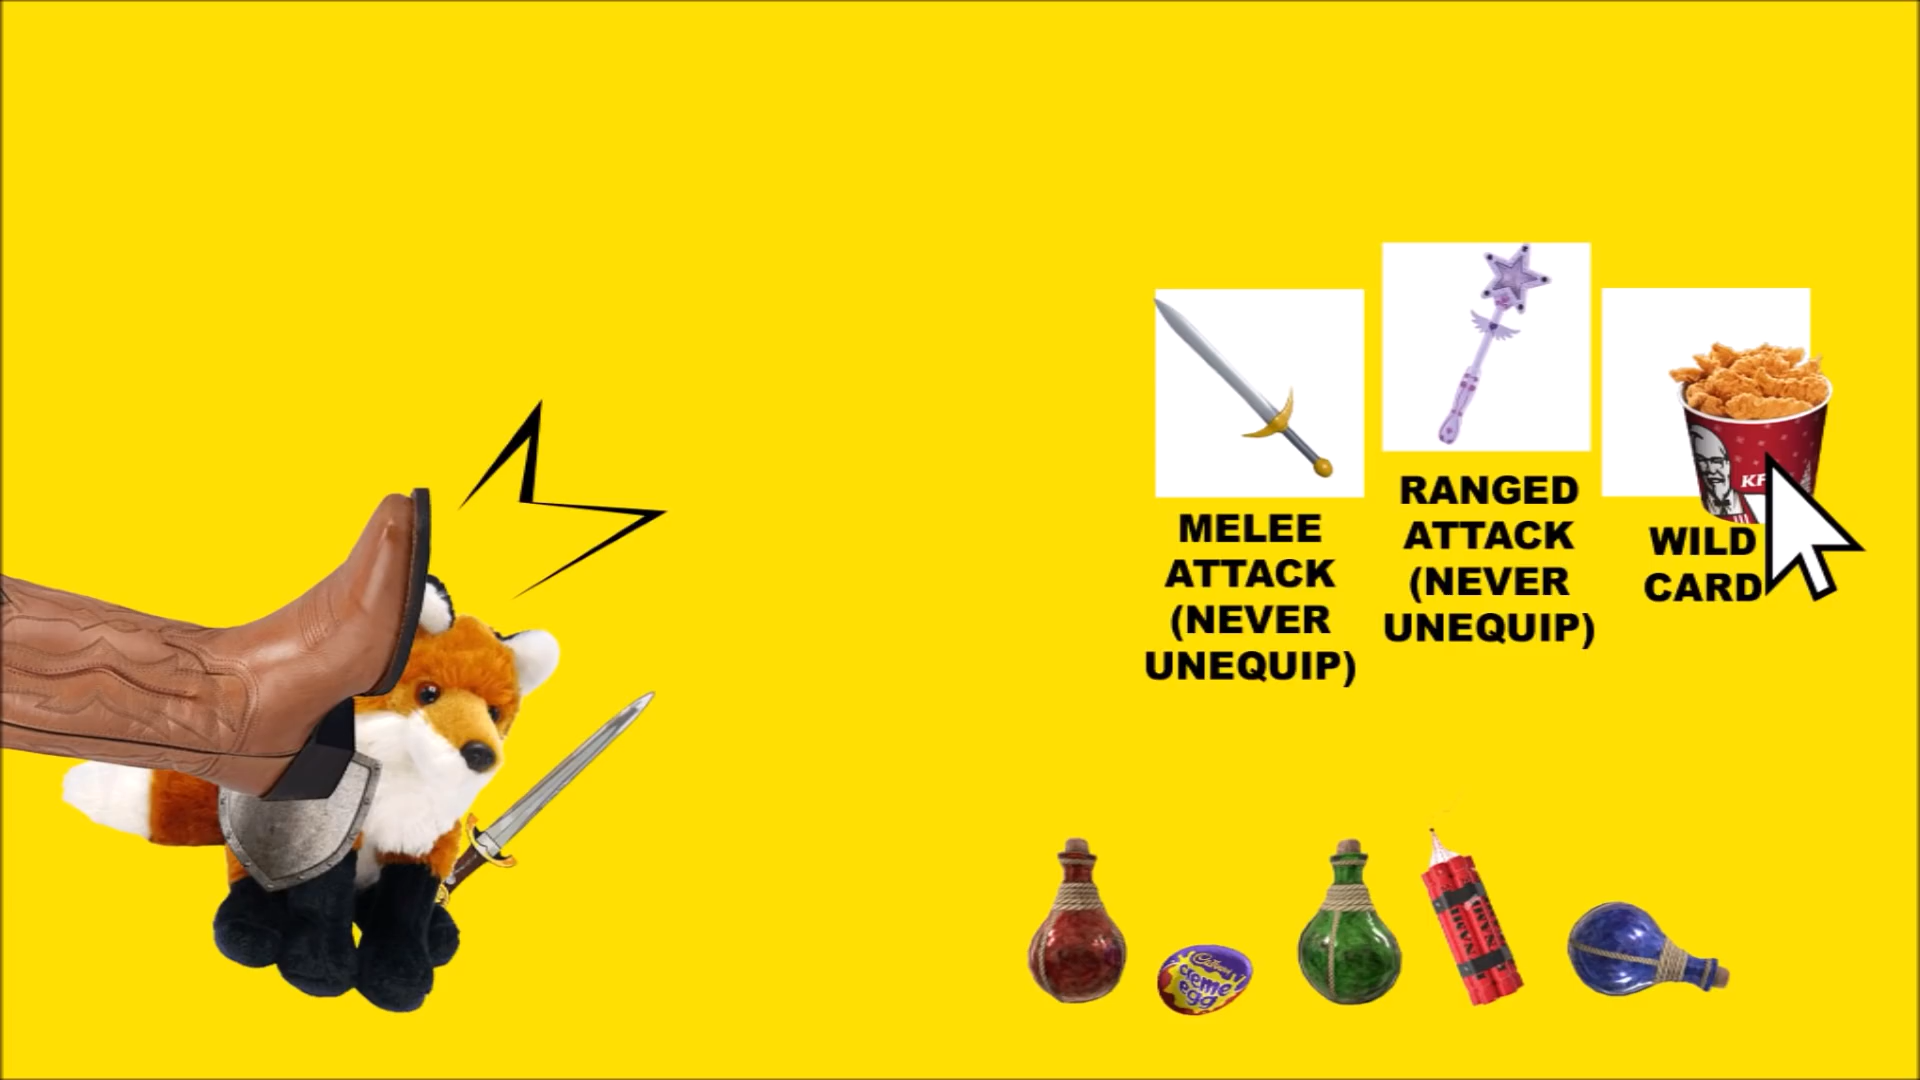 MELEE
ATTACK
(NEVER
UNEQUIP)
RANGED
ATTACK
(NEVER
UNEQUIP)
WILD
CARD
Cadbury
creme
egg